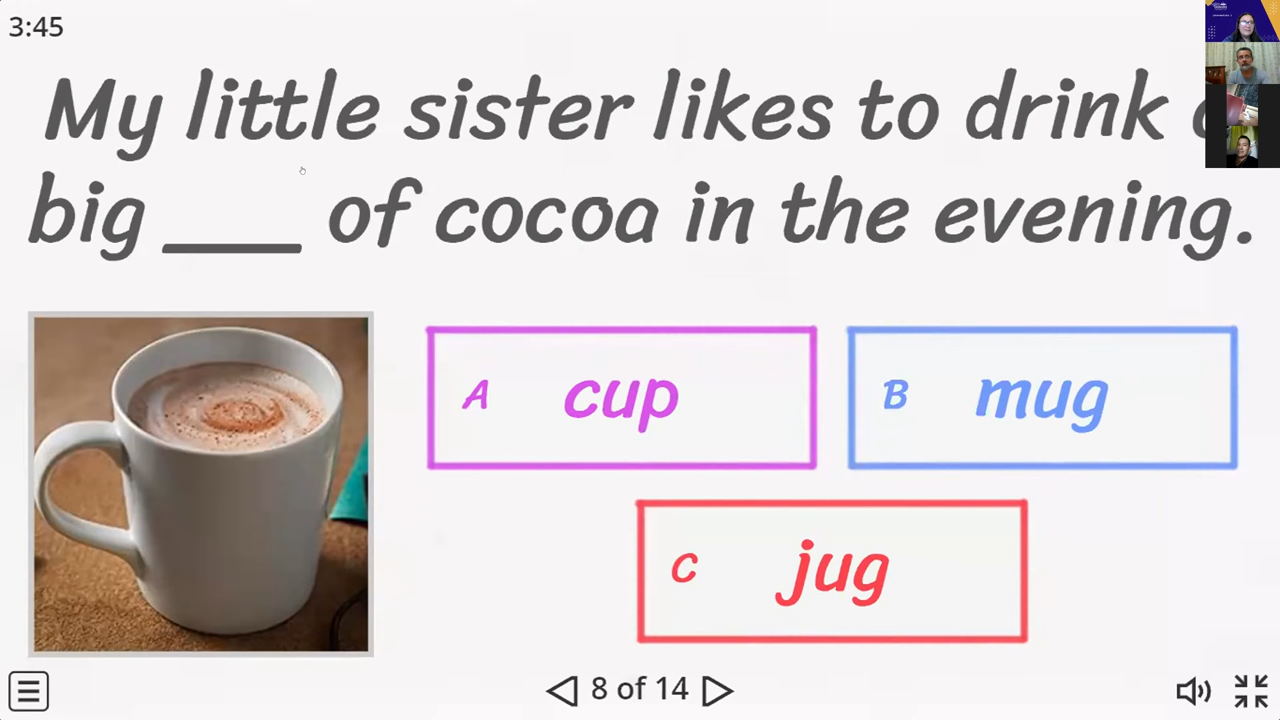 3:45
My little sister likes to drink
big ___ of cocoa in the evening.
A cup
B mug
C jug
8 of 14